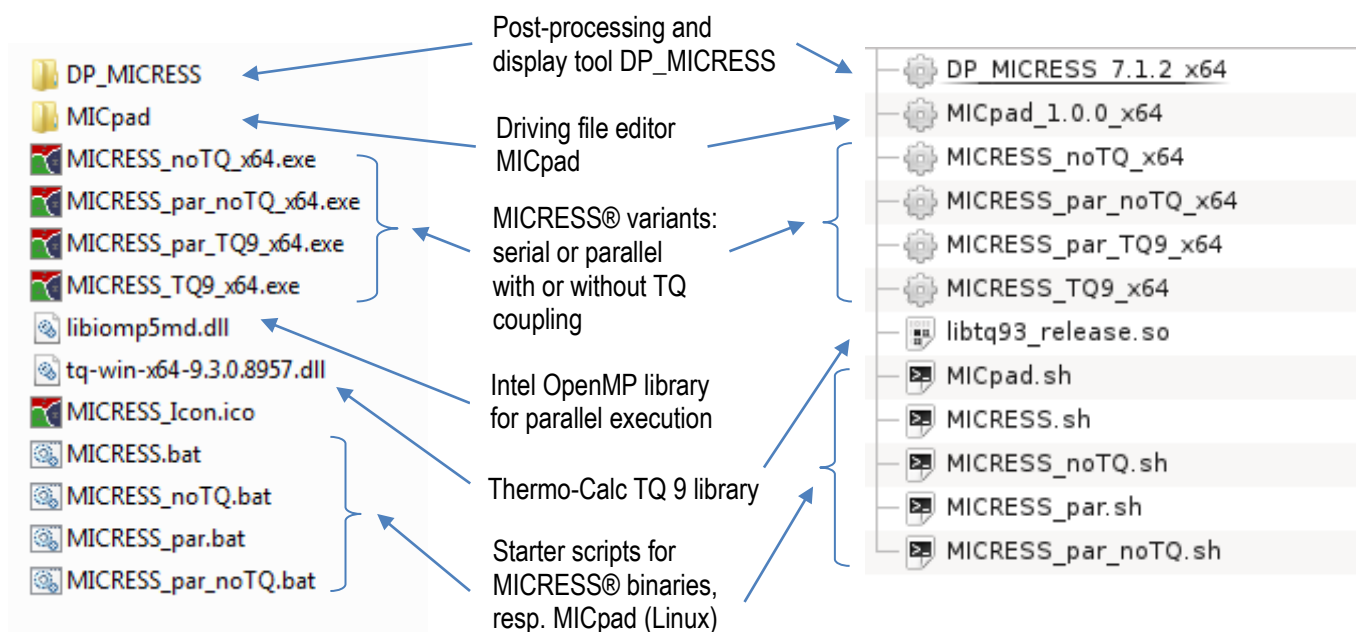 DP_MICRESS
MICpad
MICRESS_noTQ_x64.exe
MICRESS_par_noTQ_x64.exe
MICRESS_par_TQ9_x64.exe
MICRESS_TQ9_x64.exe
libiomp5md.dll
tq-win-x64-9.3.0.8957.dll
MICRESS_Icon.ico
MICRESS.bat
MICRESS_noTQ.bat
MICRESS_par.bat
MICRESS_par_noTQ.bat
Post-processing and
display tool DP_MICRESS
Driving file editor
MICpad
MICRESS® variants:
serial or parallel
with or without TQ
coupling
Intel OpenMP library
for parallel execution
Thermo-Calc TQ 9 library
Starter scripts for
MICRESS® binaries,
resp. MICpad (Linux)
DP_MICRESS_7.1.2_x64
MICpad_1.0.0_x64
MICRESS_noTQ_x64
MICRESS_par_noTQ_x64
MICRESS_par_TQ9_x64
MICRESS_TQ9_x64
libtq93_release.so
MICpad.sh
MICRESS.sh
MICRESS_noTQ.sh
MICRESS_par.sh
MICRESS_par_noTQ.sh